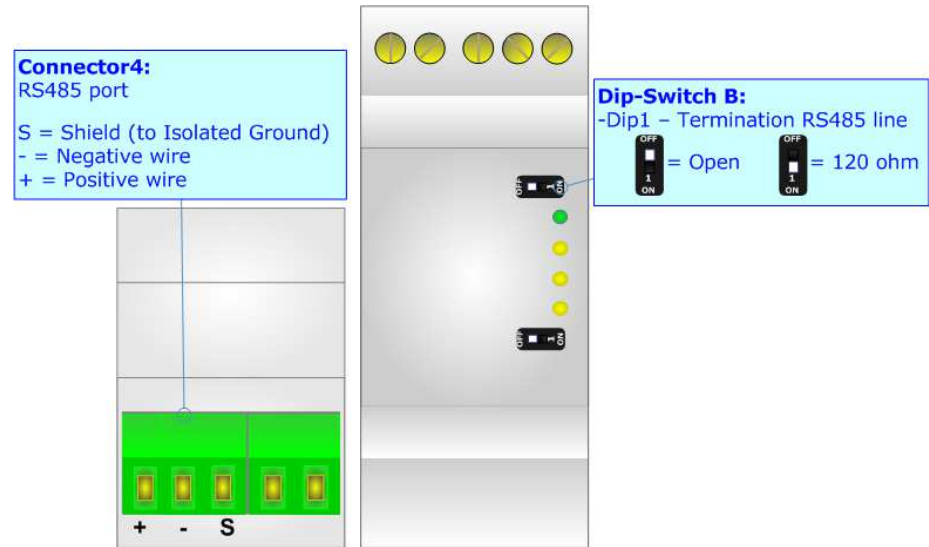 Connector4:
RS485 port
S = Shield (to Isolated Ground)
- = Negative wire
+ = Positive wire
Dip-Switch B:
-Dip1 – Termination RS485 line
OFF
1
ON
= Open
OFF
1
ON
= 120 ohm
OFF
1
ON
OFF
1
ON
+ - S